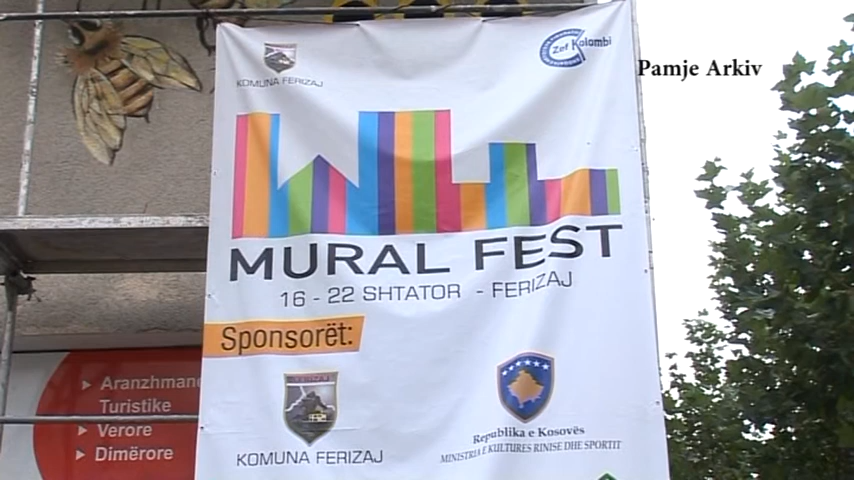 KOMUNA FERIZAJ
Zef Kolombi
Pamje Arkiv
MURAL FEST
16 - 22 SHTATOR - FERIZAJ
Sponsorët:
Aranzhmane
Turistike
Verore
Dimërore
KOMUNA FERIZAJ
Republika e Kosovës
MINISTRIA E KULTURES RINISE DHE SPORTIT